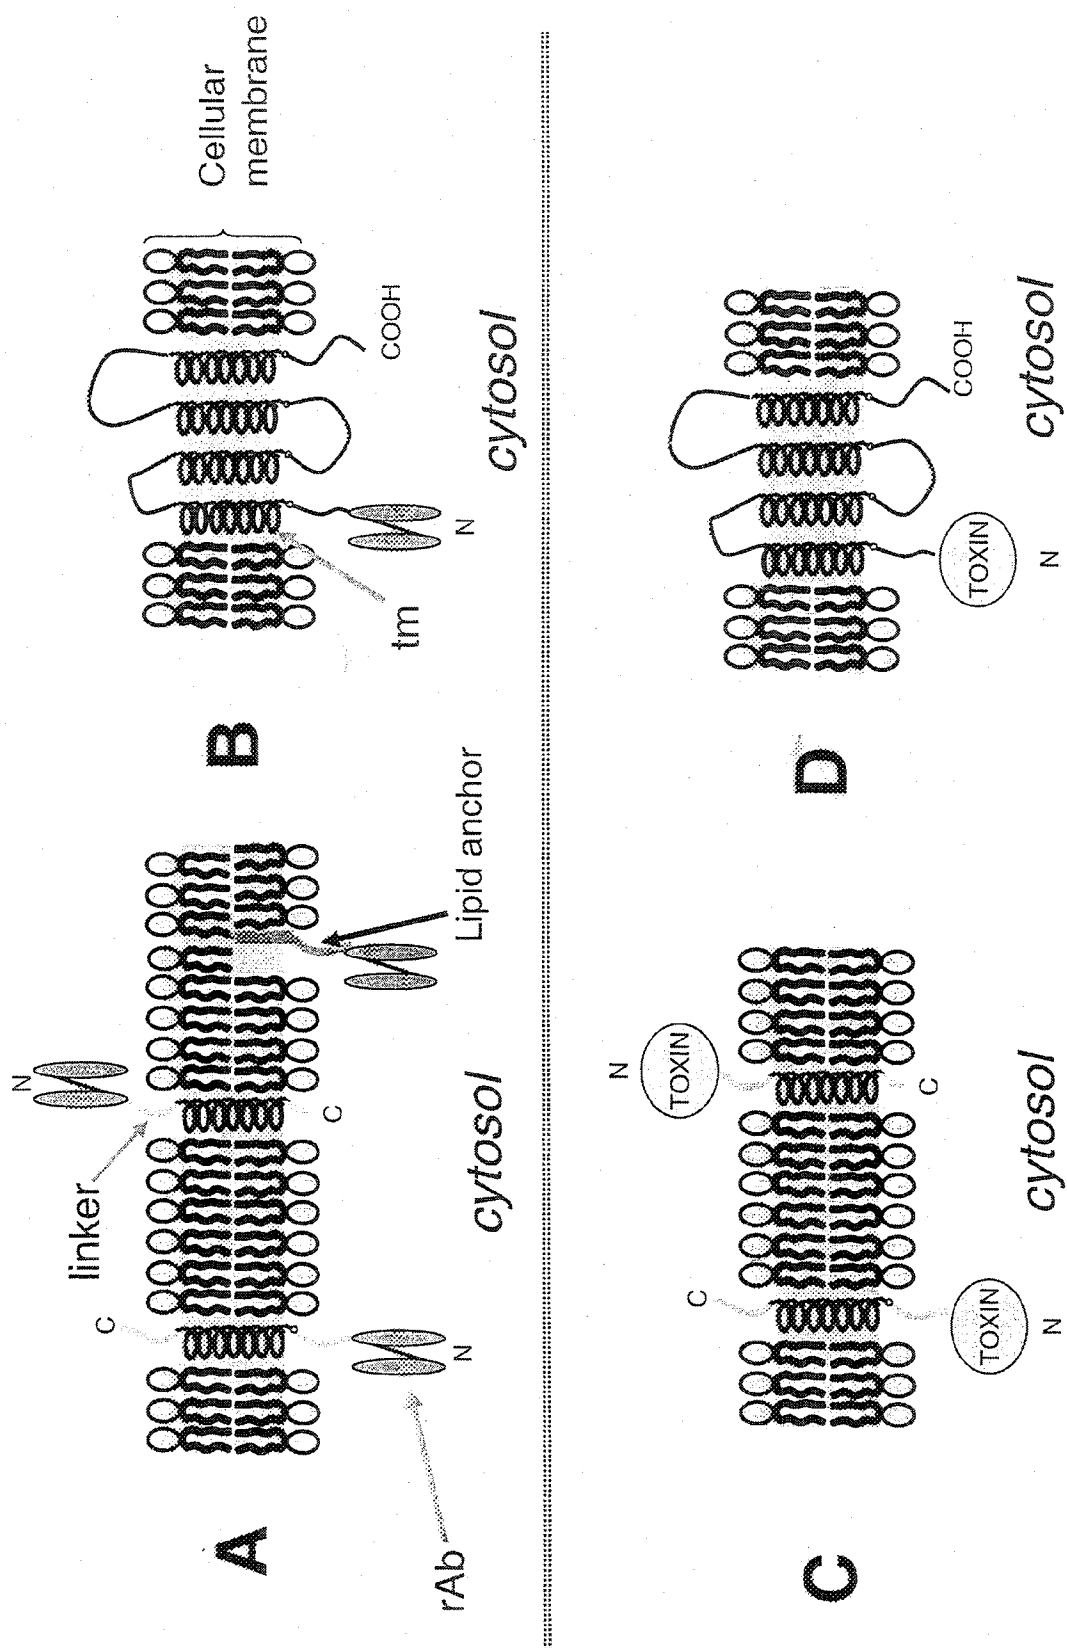 A
N
linker
C
C
N
rAb
Lipid anchor
cytosol
B
Cellular
membrane
tm
N
COOH
cytosol
C
N
TOXIN
C
C
TOXIN
N
cytosol
D
TOXIN
N
COOH
cytosol